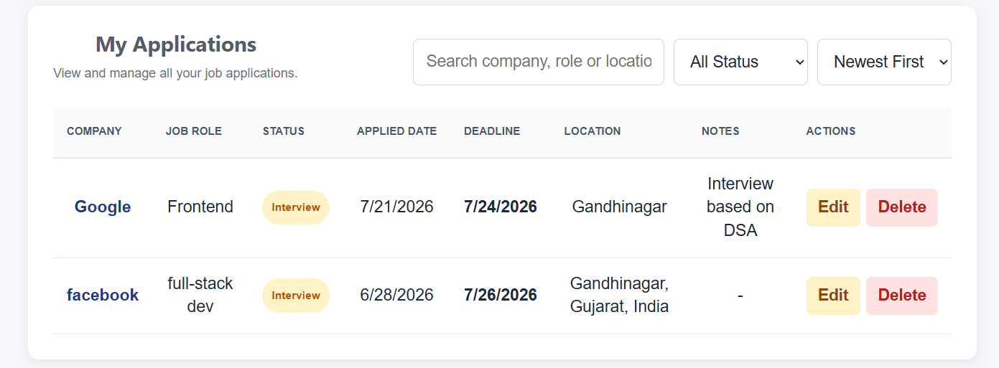 My Applications
View and manage all your job applications.
Search company, role or locatio
All Status
Newest First
COMPANY JOB ROLE STATUS APPLIED DATE DEADLINE LOCATION NOTES ACTIONS
Google Frontend Interview 7/21/2026 7/24/2026 Gandhinagar Interview
based on
DSA
Edit Delete
facebook full-stack
dev
Interview 6/28/2026 7/26/2026 Gandhinagar,
Gujarat, India
- Edit Delete